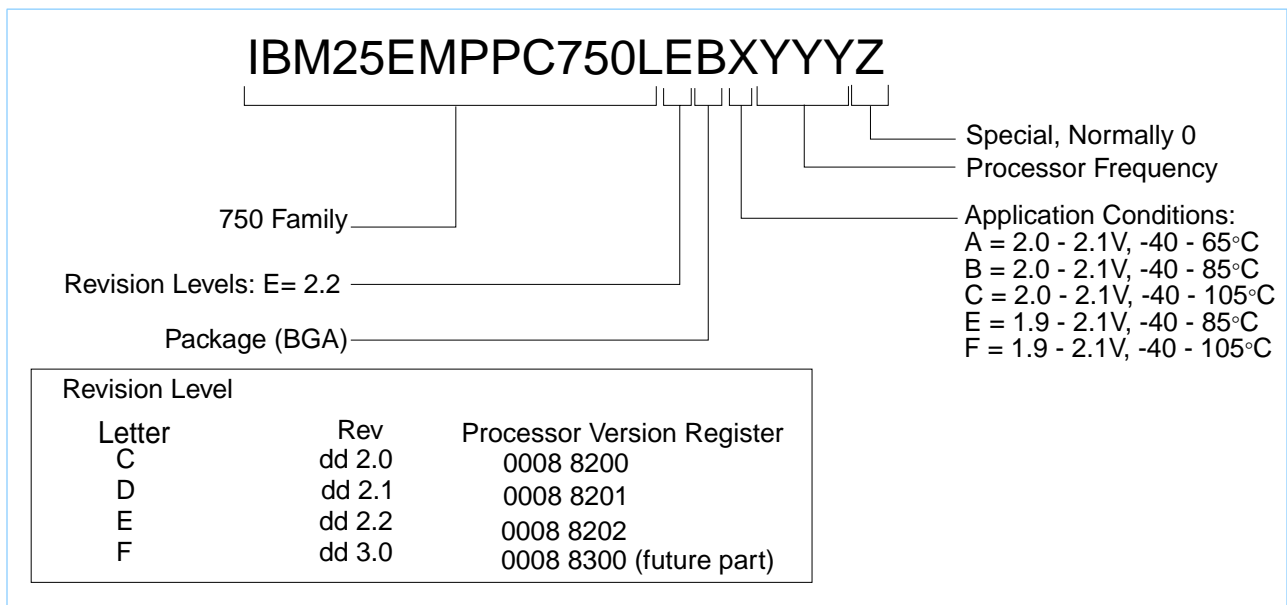 IBM25EMPPC750LEBXYYYZ
Special, Normally 0
Processor Frequency
750 Family
Application Conditions:
A = 2.0 - 2.1V, -40 - 65°C
B = 2.0 - 2.1V, -40 - 85°C
C = 2.0 - 2.1V, -40 - 105°C
E = 1.9 - 2.1V, -40 - 85°C
F = 1.9 - 2.1V, -40 - 105°C
Revision Levels: E= 2.2
Package (BGA)
Revision Level
Letter Rev Processor Version Register
C dd 2.0 0008 8200
D dd 2.1 0008 8201
E dd 2.2 0008 8202
F dd 3.0 0008 8300 (future part)